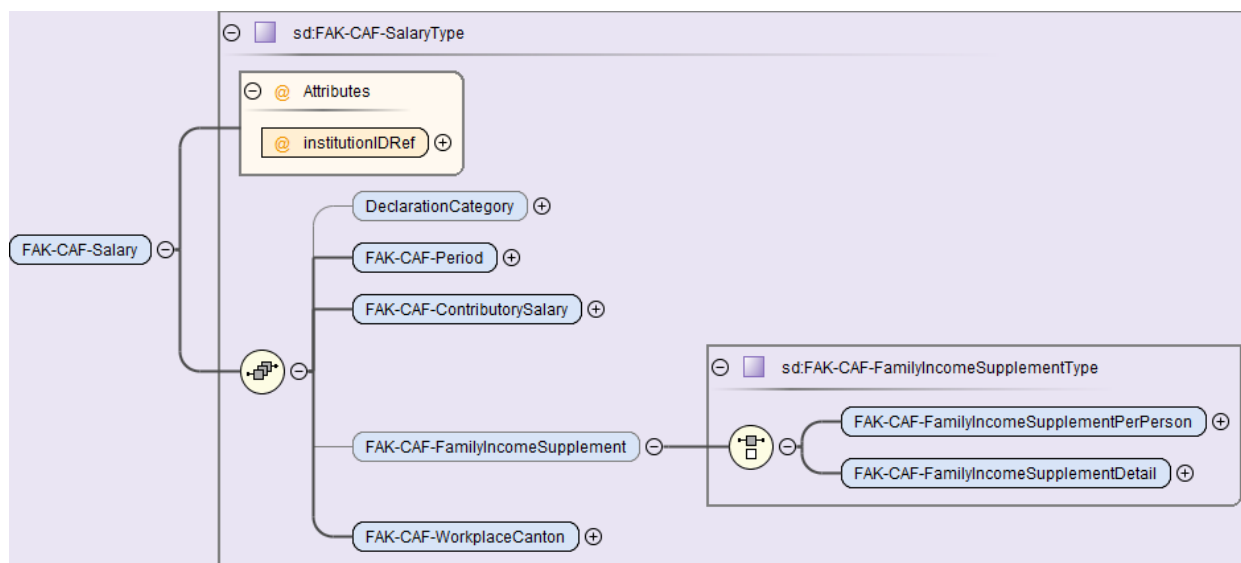 sd:FAK-CAF-SalaryType
@ Attributes
@ institutionIDRef
DeclarationCategory
FAK-CAF-Salary
FAK-CAF-Period
FAK-CAF-ContributorySalary
sd:FAK-CAF-FamilyIncomeSupplementType
FAK-CAF-FamilyIncomeSupplementPerPerson
FAK-CAF-FamilyIncomeSupplement
FAK-CAF-FamilyIncomeSupplementDetail
FAK-CAF-WorkplaceCanton